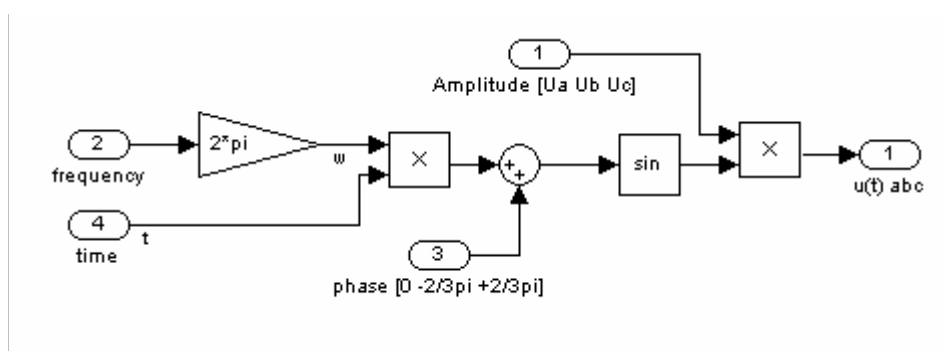 1
Amplitude [Ua Ub Uc]
2
frequency
2*pi
w
×
4
time
t
+
+
3
phase [0 -2/3pi +2/3pi]
sin
×
1
u(t) abc